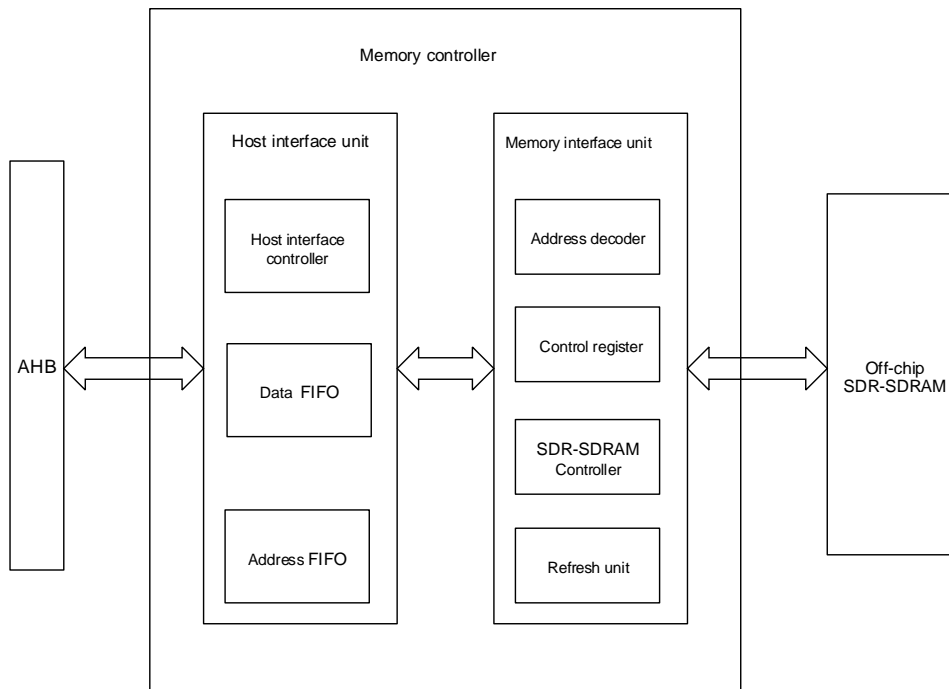 Memory controller
Host interface unit
Host interface
controller
Data FIFO
Address FIFO
Memory interface unit
Address decoder
Control register
SDR-SDRAM
Controller
Refresh unit
AHB
Off-chip
SDR-SDRAM